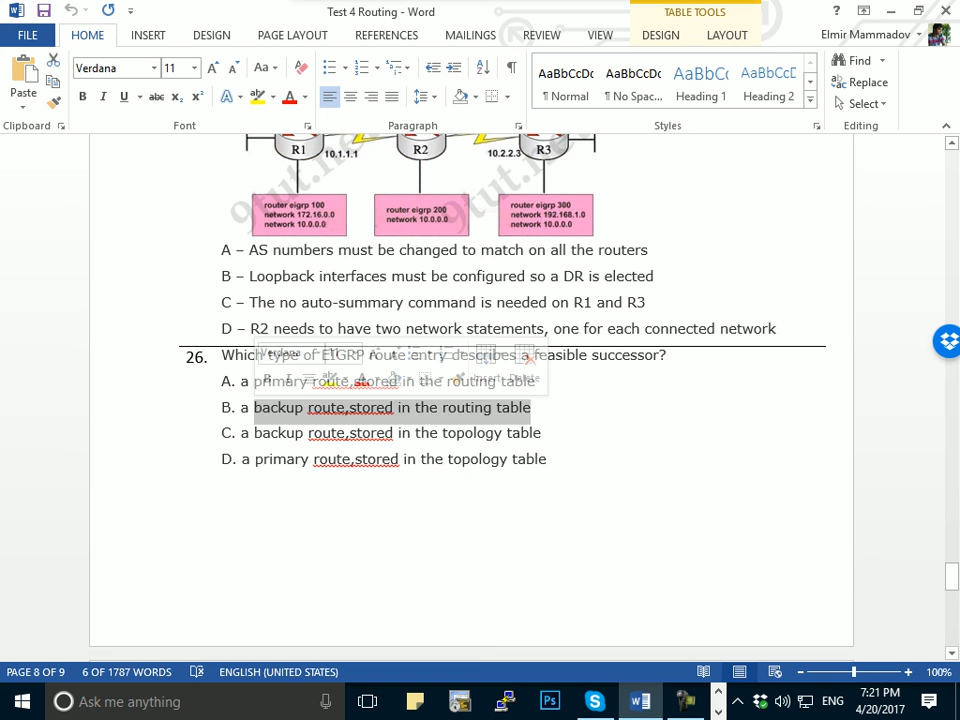 Test 4 Routing - Word
TABLE TOOLS
FILE HOME INSERT DESIGN PAGE LAYOUT REFERENCES MAILINGS REVIEW VIEW DESIGN LAYOUT Elmir Mammadov
Paste
Verdana 11
AaBbCcDc AaBbCcDc AaBbCc AaBbCcDc
¶ Normal ¶ No Spac... Heading 1 Heading 2
Find
Replace
Select
Clipboard Font Paragraph Styles Editing
R1 10.1.1.1 R2 10.2.2.3 R3
9tut.net 9tut.net
router eigrp 100
network 172.16.0.0
network 10.0.0.0
router eigrp 200
network 10.0.0.0
router eigrp 300
network 192.168.1.0
network 10.0.0.0
A – AS numbers must be changed to match on all the routers
B – Loopback interfaces must be configured so a DR is elected
C – The no auto-summary command is needed on R1 and R3
D – R2 needs to have two network statements, one for each connected network
26. Which type of EIGRP route entry describes a feasible successor?
A. a primary route,stored in the routing table
B. a backup route,stored in the routing table
C. a backup route,stored in the topology table
D. a primary route,stored in the topology table
PAGE 8 OF 9 6 OF 1787 WORDS ENGLISH (UNITED STATES) 100%
Ask me anything
ENG
7:21 PM
4/20/2017